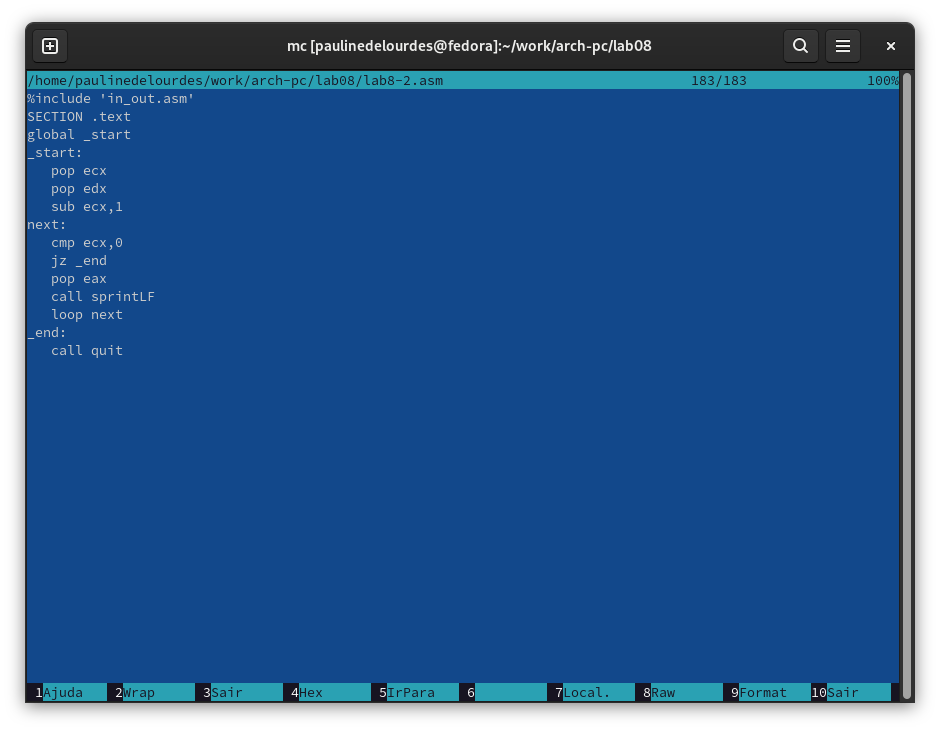 mc [paulinedelourdes@fedora]:~/work/arch-pc/lab08
/home/paulinedelourdes/work/arch-pc/lab08/lab8-2.asm 183/183 100%
%include 'in_out.asm'
SECTION .text
global _start
_start:
   pop ecx
   pop edx
   sub ecx,1
next:
   cmp ecx,0
   jz _end
   pop eax
   call sprintLF
   loop next
_end:
   call quit
1Ajuda 2Wrap 3Sair 4Hex 5IrPara 6 7Local. 8Raw 9Format 10Sair